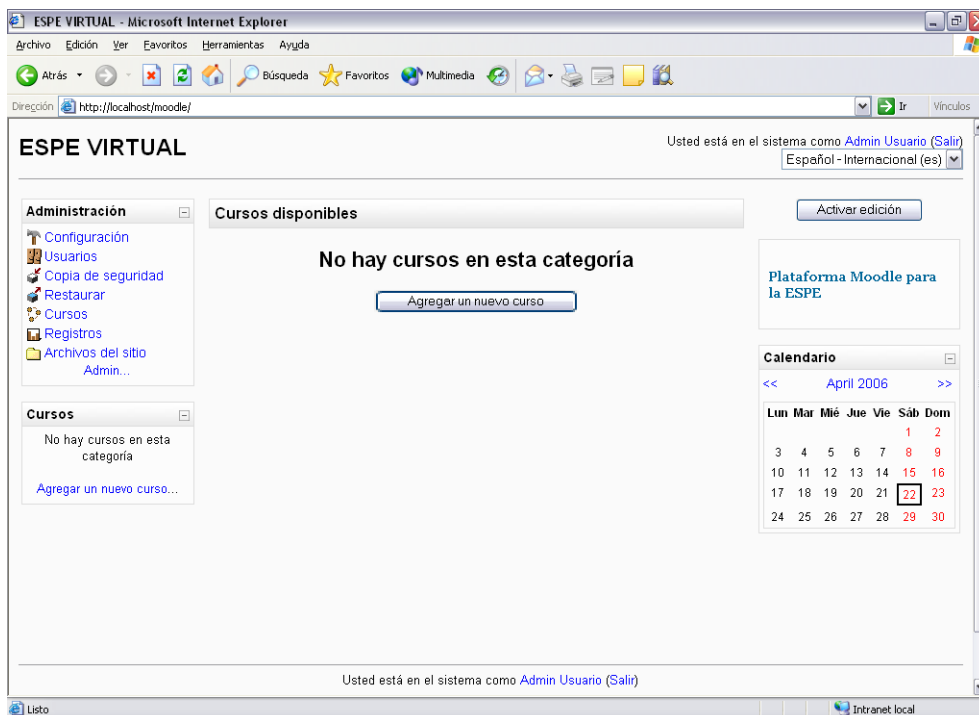 ESPE VIRTUAL - Microsoft Internet Explorer
Archivo Edición Ver Favoritos Herramientas Ayuda
Atrás Búsqueda Favoritos Multimedia
Dirección http://localhost/moodle/ Ir Vínculos
ESPE VIRTUAL
Usted está en el sistema como Admin Usuario (Salir)
Español - Internacional (es)
Administración
Configuración
Usuarios
Copia de seguridad
Restaurar
Cursos
Registros
Archivos del sitio
Admin...
Cursos
No hay cursos en esta
categoría
Agregar un nuevo curso...
Cursos disponibles
No hay cursos en esta categoría
Agregar un nuevo curso
Activar edición
Plataforma Moodle para
la ESPE
Calendario
<< April 2006 >>
Lun Mar Mié Jue Vie Sáb Dom
1 2
3 4 5 6 7 8 9
10 11 12 13 14 15 16
17 18 19 20 21 22 23
24 25 26 27 28 29 30
Usted está en el sistema como Admin Usuario (Salir)
Listo Intranet local